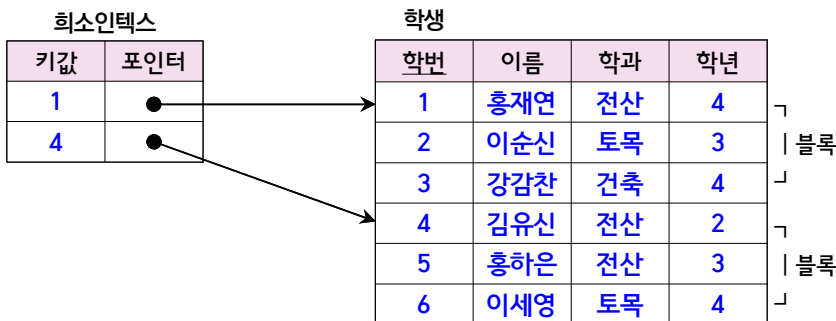 희소인텍스
키값 포인터
1
4
학생
학번 이름 학과 학년
1 홍재연 전산 4
2 이순신 토목 3
3 강감찬 건축 4
4 김유신 전산 2
5 홍하은 전산 3
6 이세영 토목 4
블록
블록